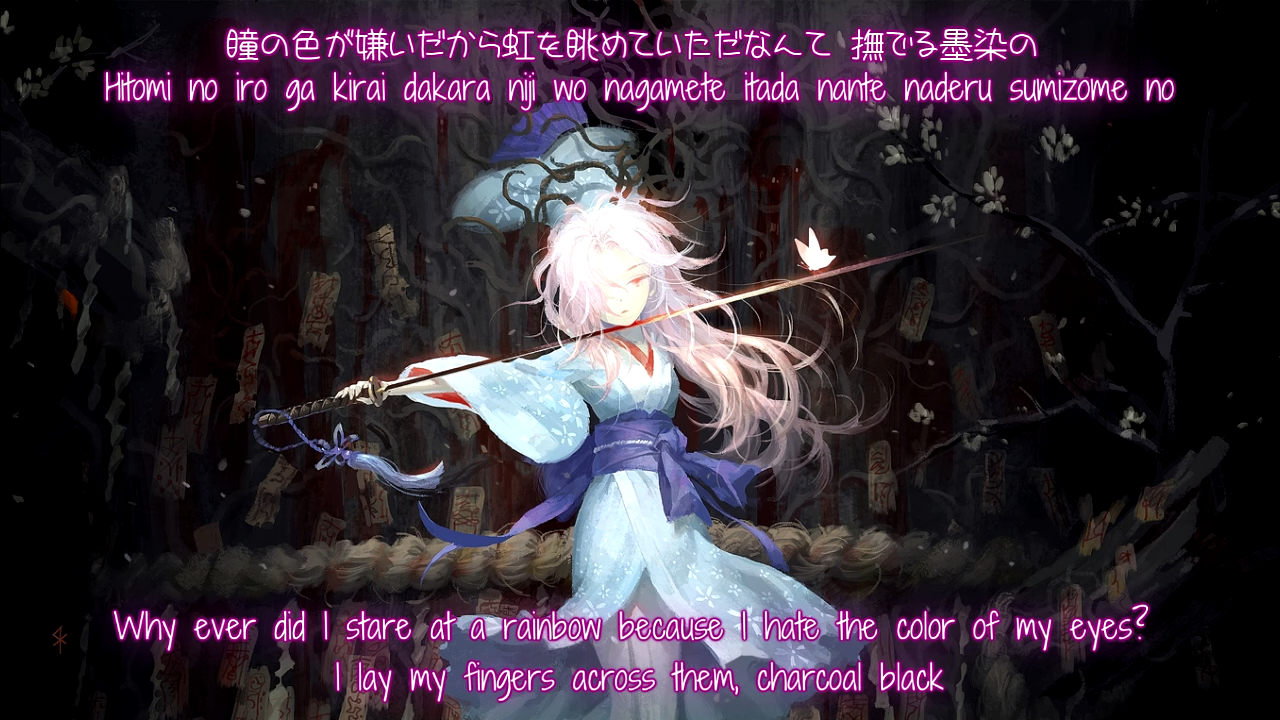 瞳の色が嫌いだから虹を眺めていただなんて 撫でる墨染の
Hitomi no iro ga kirai dakara niji wo nagamete itada nante naderu sumizome no
Why ever did I stare at a rainbow because I hate the color of my eyes?
I lay my fingers across them, charcoal black